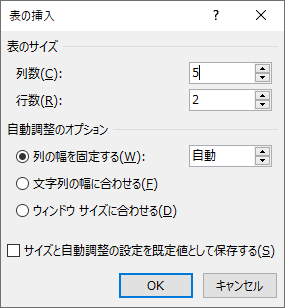 表の挿入 ? ×
表のサイズ
列数(C): 5
行数(R): 2
自動調整のオプション
列の幅を固定する(W): 自動
文字列の幅に合わせる(F)
ウィンドウ サイズに合わせる(D)
サイズと自動調整の設定を既定値として保存する(S)
OK キャンセル